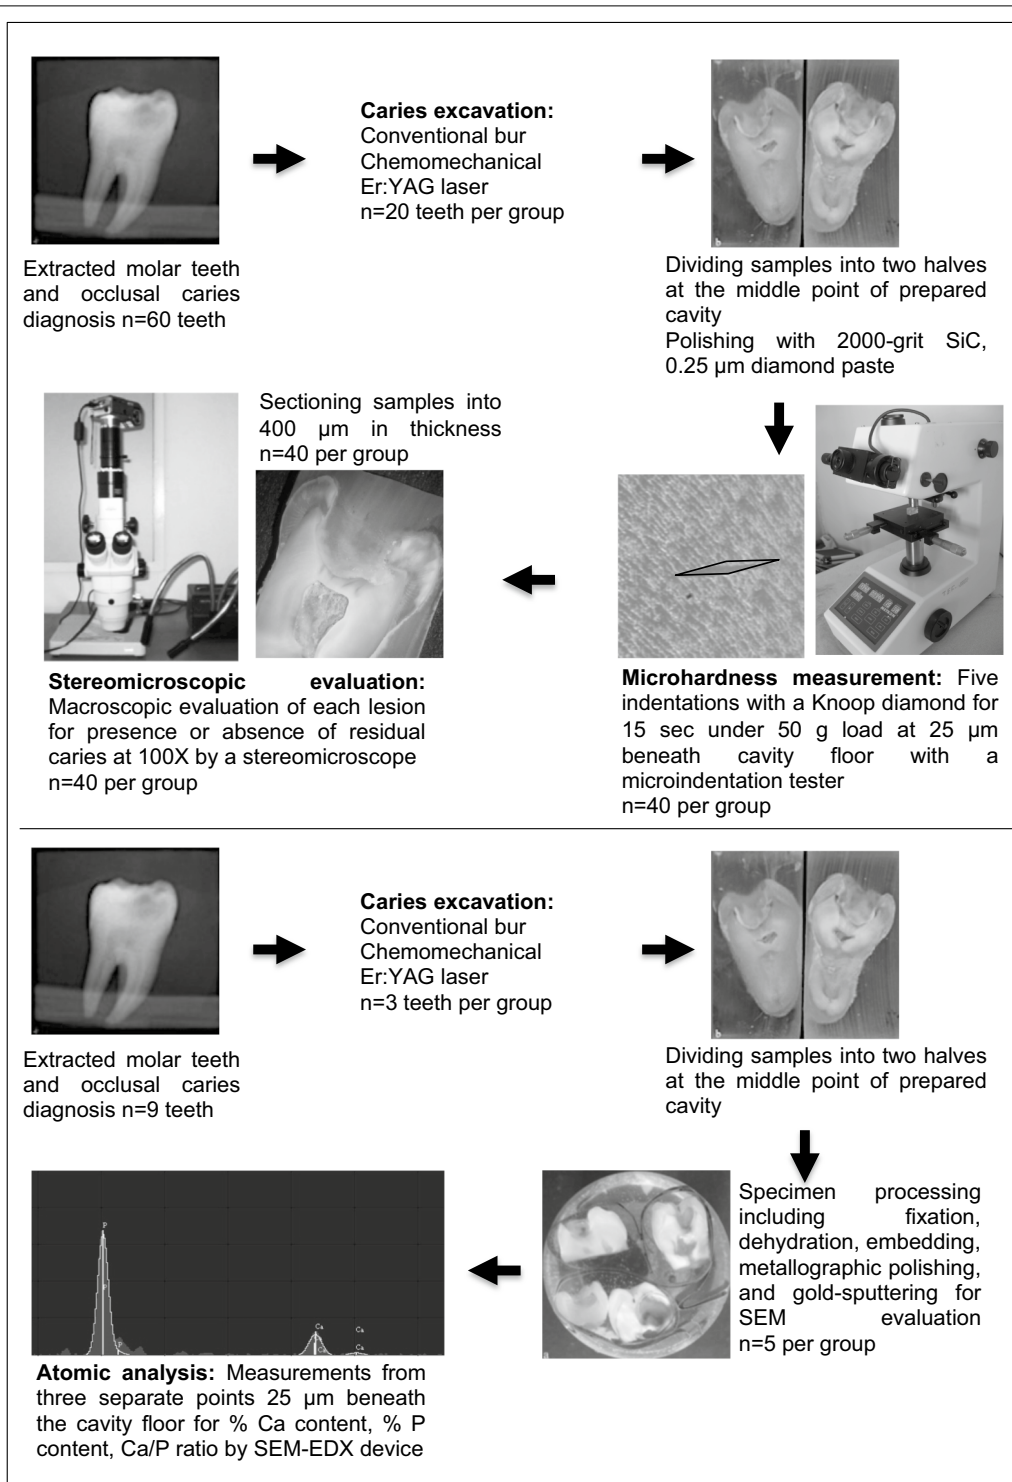 Caries excavation:
Conventional bur
Chemomechanical
Er:YAG laser
n=20 teeth per group
b
Extracted molar teeth
and occlusal caries
diagnosis n=60 teeth
Dividing samples into two halves
at the middle point of prepared
cavity
Polishing with 2000-grit SiC,
0.25 µm diamond paste
Sectioning samples into
400 µm in thickness
n=40 per group
Stereomicroscopic evaluation:
Macroscopic evaluation of each lesion
for presence or absence of residual
caries at 100X by a stereomicroscope
n=40 per group
Microhardness measurement: Five
indentations with a Knoop diamond for
15 sec under 50 g load at 25 µm
beneath cavity floor with a
microindentation tester
n=40 per group
Caries excavation:
Conventional bur
Chemomechanical
Er:YAG laser
n=3 teeth per group
b
Extracted molar teeth
and occlusal caries
diagnosis n=9 teeth
Dividing samples into two halves
at the middle point of prepared
cavity
Specimen processing
including fixation,
dehydration, embedding,
metallographic polishing,
and gold-sputtering for
SEM evaluation
n=5 per group
P
P
P
Ca
Ca
Ca
Ca
Atomic analysis: Measurements from
three separate points 25 µm beneath
the cavity floor for % Ca content, % P
content, Ca/P ratio by SEM-EDX device